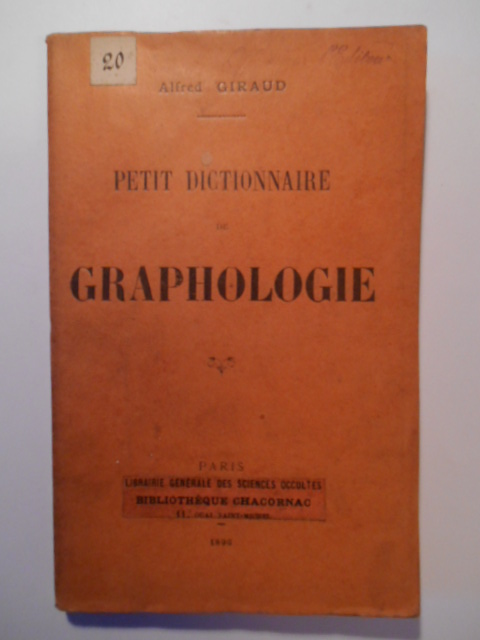 20
Alfred GIRAUD
PETIT DICTIONNAIRE
DE
GRAPHOLOGIE
PARIS
LIBRAIRIE GÉNÉRALE DES SCIENCES OCCULTES
BIBLIOTHÈQUE CHACORNAC
11, QUAI SAINT-MICHEL